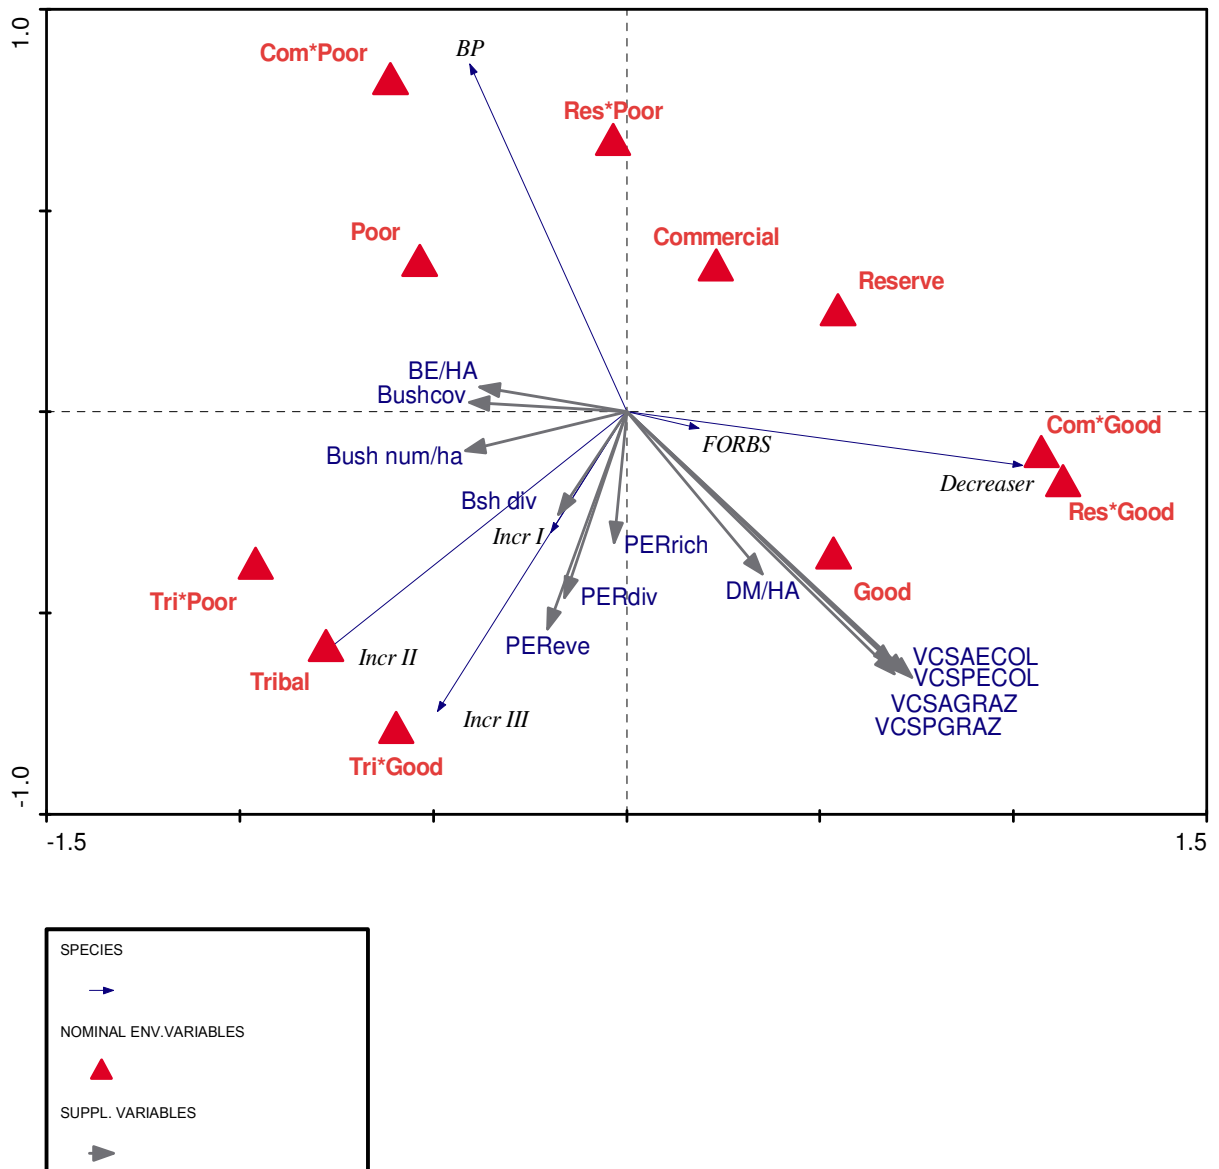 1.0
Com*Poor
BP
Res*Poor
Poor
Commercial
Reserve
BE/HA
Bushcov
Bush num/ha
FORBS
Com*Good
Decreaser
Res*Good
Bsh div
Incr I
PERrich
DM/HA
Good
Tri*Poor
PERdiv
PEReve
Incr II
Tribal
VCSAECOL
VCSPECOL
VCSAGRAZ
VCSPGRAZ
Incr III
Tri*Good
-1.0
-1.5
1.5
SPECIES
NOMINAL ENV.VARIABLES
SUPPL. VARIABLES